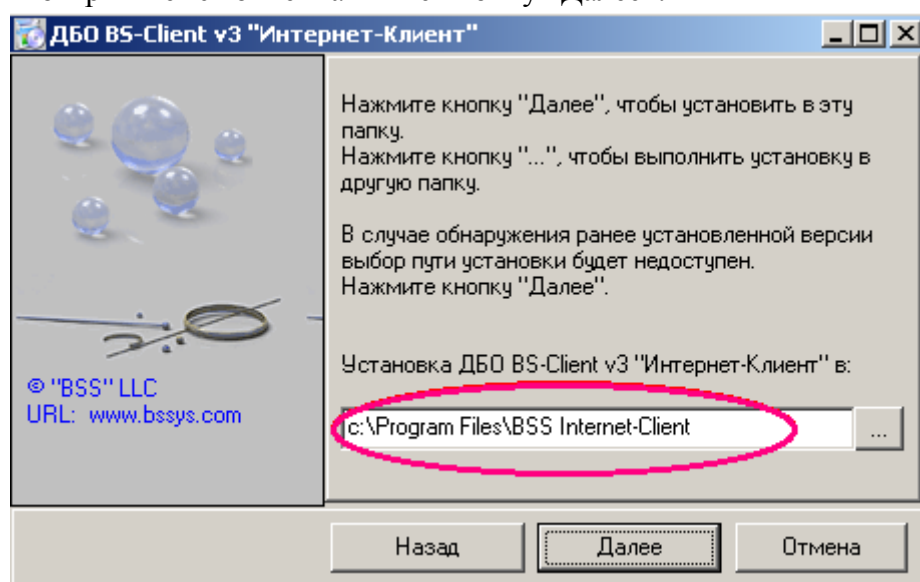 ДБО BS-Client v3 "Интернет-Клиент"
Нажмите кнопку "Далее", чтобы установить в эту
папку.
Нажмите кнопку "...", чтобы выполнить установку в
другую папку.
В случае обнаружения ранее установленной версии
выбор пути установки будет недоступен.
Нажмите кнопку "Далее".
Установка ДБО BS-Client v3 "Интернет-Клиент" в:
© "BSS" LLC
URL: www.bssys.com
c:\Program Files\BSS Internet-Client
...
Назад
Далее
Отмена